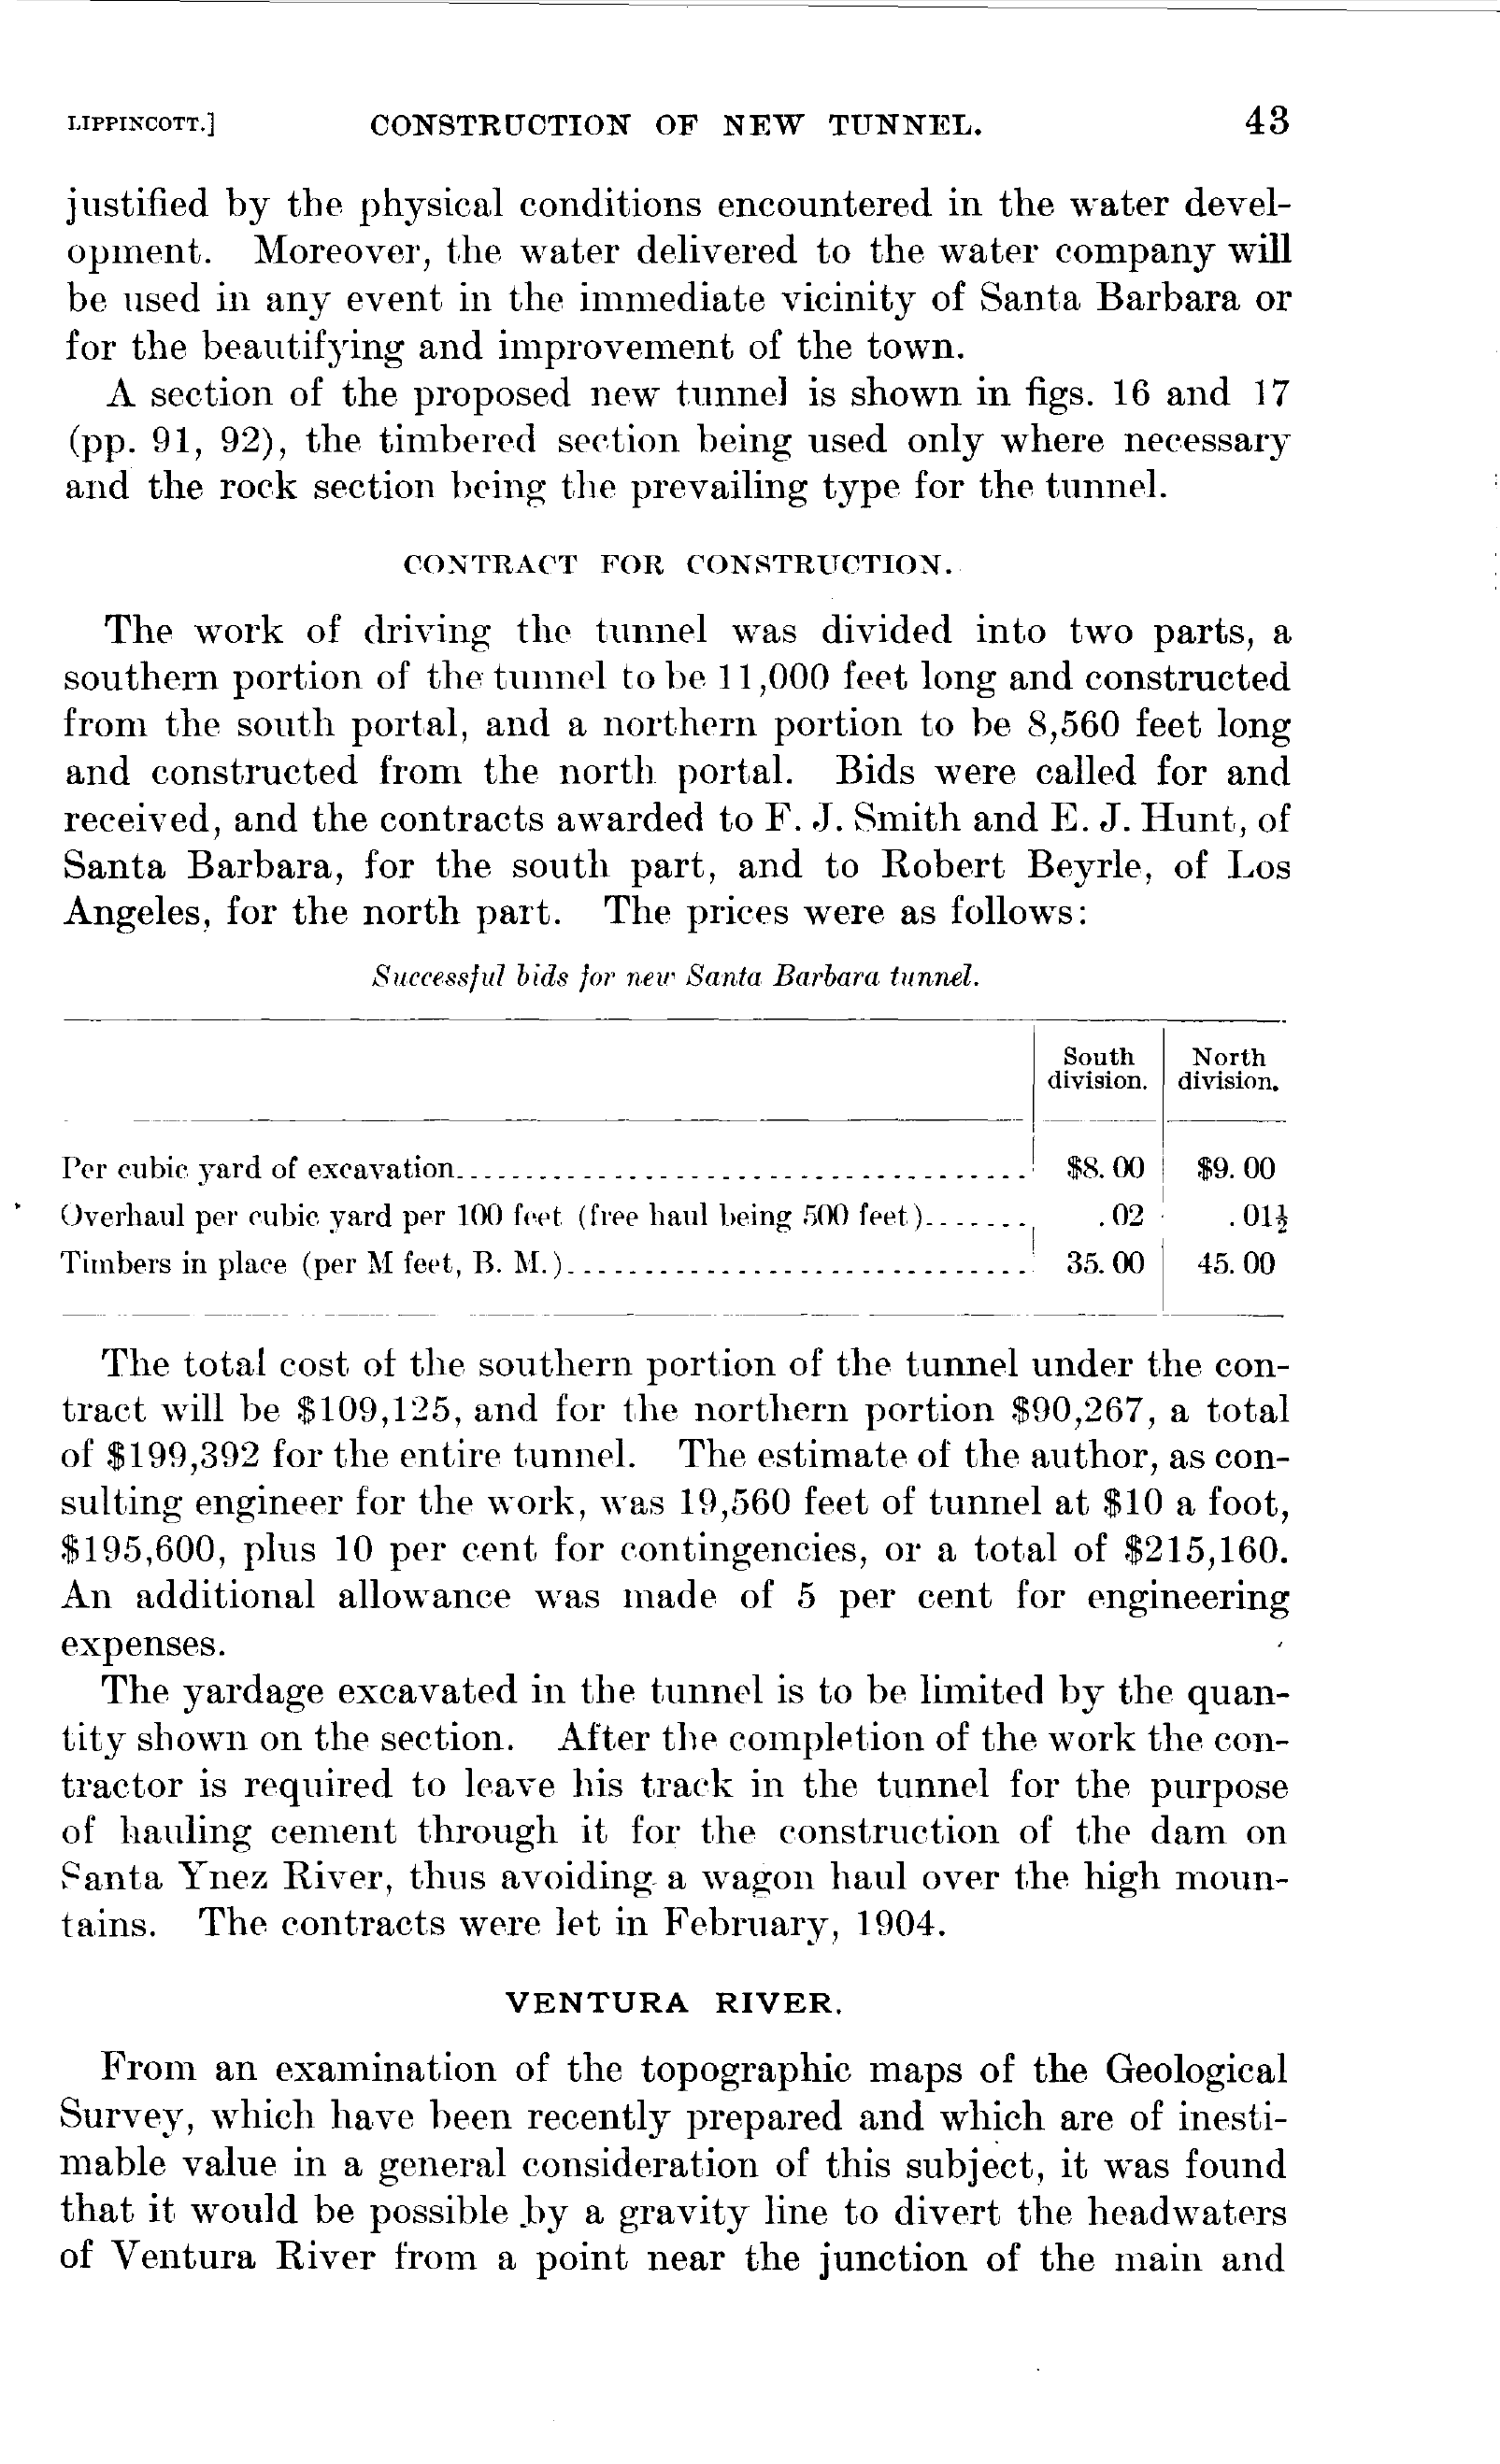 LIPPINCOTT.] CONSTRUCTION OF NEW TUNNEL. 43
justified by the physical conditions encountered in the water devel-
opment. Moreover, the water delivered to the water company will
be used in any event in the immediate vicinity of Santa Barbara or
for the beautifying and improvement of the town.
A section of the proposed new tunnel is shown in figs. 16 and 17
(pp. 91, 92), the timbered section being used only where necessary
and the rock section being the prevailing type for the tunnel.
CONTRACT FOR CONSTRUCTION.
The work of driving the tunnel was divided into two parts, a
southern portion of the tunnel to be 11,000 feet long and constructed
from the south portal, and a northern portion to be 8,560 feet long
and constructed from the north portal. Bids were called for and
received, and the contracts awarded to F. J. Smith and E. J. Hunt, of
Santa Barbara, for the south part, and to Robert Beyrle, of Los
Angeles, for the north part. The prices were as follows:
Successful bids for new Santa Barbara tunnel.
South North
division. division.
Per cubic yard of excavation $8.00 $9.00
Overhaul per cubic yard per 100 feet (free haul being 500 feet) .02 .01½
Timbers in place (per M feet, B. M.) 35.00 45.00
The total cost of the southern portion of the tunnel under the con-
tract will be $109,125, and for the northern portion $90,267, a total
of $199,392 for the entire tunnel. The estimate of the author, as con-
sulting engineer for the work, was 19,560 feet of tunnel at $10 a foot,
$195,600, plus 10 per cent for contingencies, or a total of $215,160.
An additional allowance was made of 5 per cent for engineering
expenses.
The yardage excavated in the tunnel is to be limited by the quan-
tity shown on the section. After the completion of the work the con-
tractor is required to leave his track in the tunnel for the purpose
of hauling cement through it for the construction of the dam on
Santa Ynez River, thus avoiding a wagon haul over the high moun-
tains. The contracts were let in February, 1904.
VENTURA RIVER.
From an examination of the topographic maps of the Geological
Survey, which have been recently prepared and which are of inesti-
mable value in a general consideration of this subject, it was found
that it would be possible by a gravity line to divert the headwaters
of Ventura River from a point near the junction of the main and